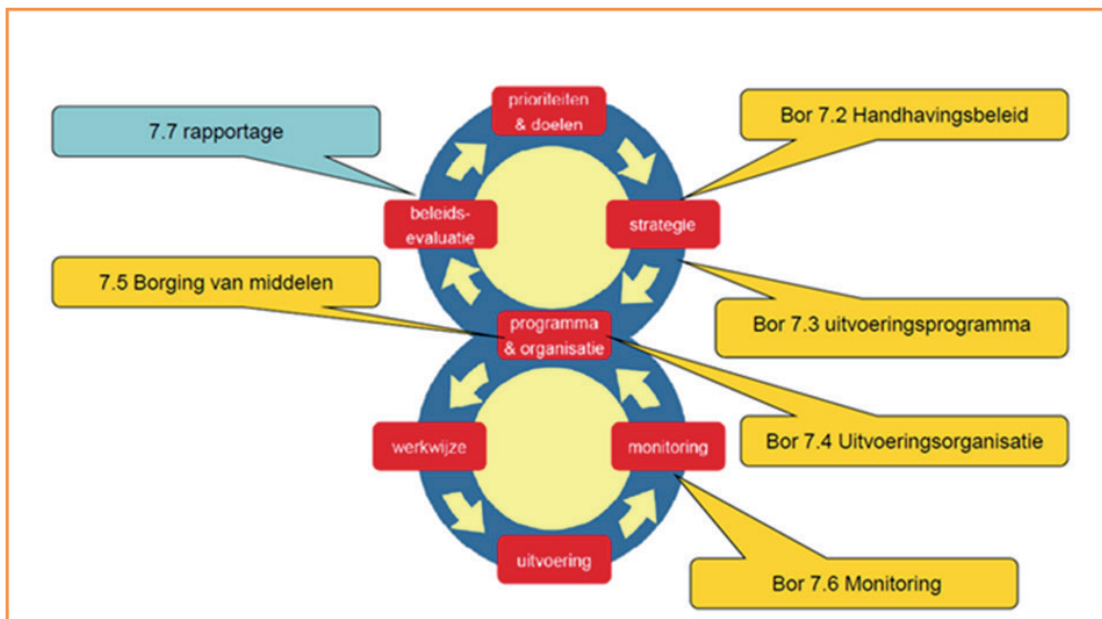 prioriteiten
& doelen
7.7 rapportage
Bor 7.2 Handhavingsbeleid
beleids-
evaluatie
strategie
7.5 Borging van middelen
programma
& organisatie
Bor 7.3 uitvoeringsprogramma
werkwijze
monitoring
Bor 7.4 Uitvoeringsorganisatie
uitvoering
Bor 7.6 Monitoring